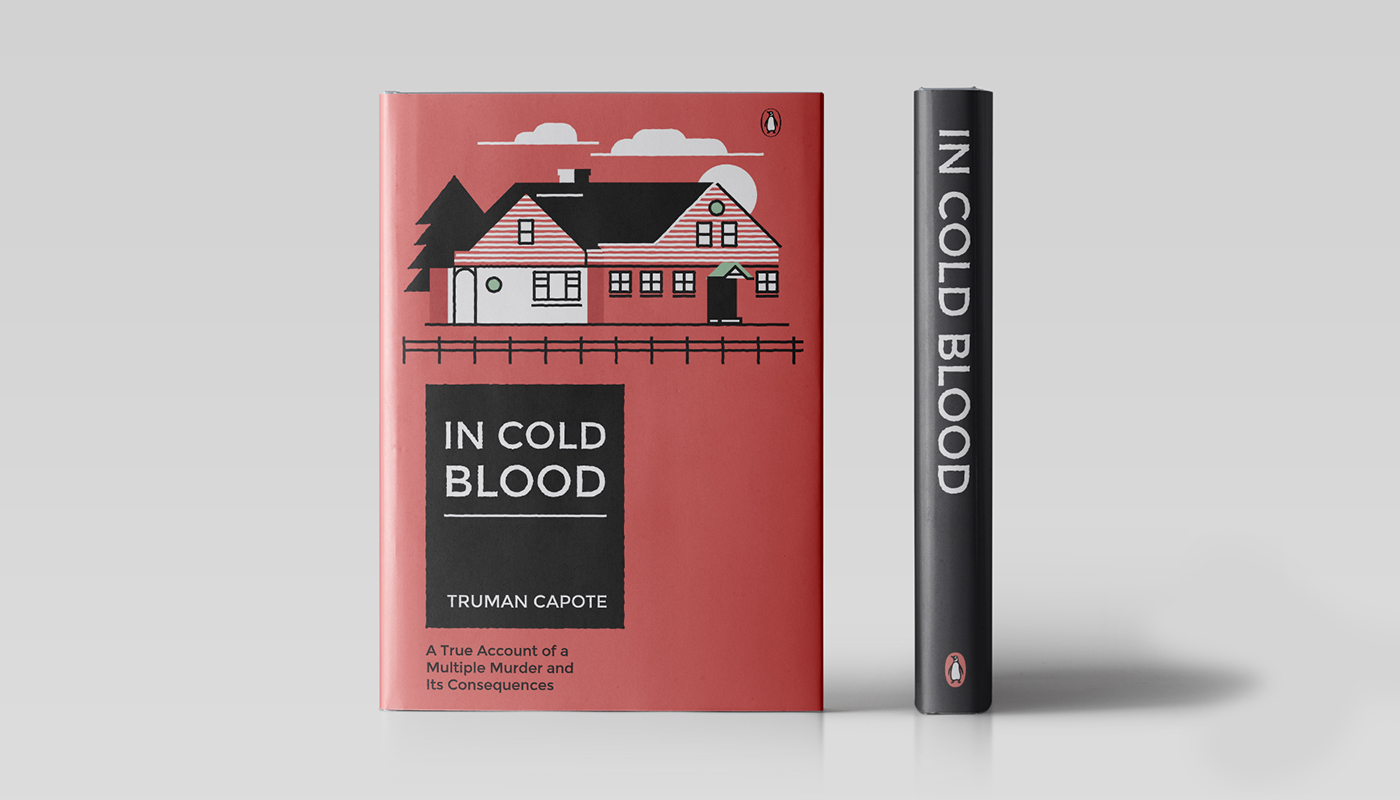 IN COLD
BLOOD
TRUMAN CAPOTE
A True Account of a
Multiple Murder and
Its Consequences
IN COLD BLOOD